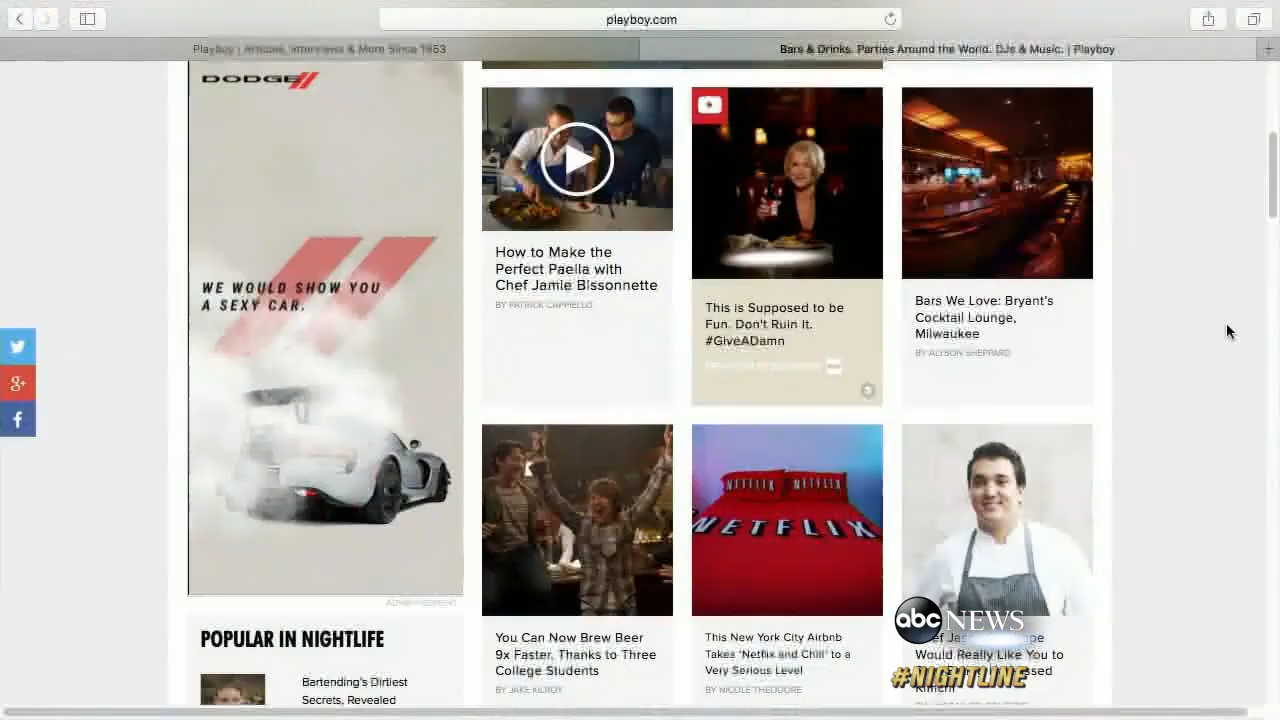 playboy.com
Playboy | Articles, Interviews & More Since 1953
Bars & Drinks. Parties Around the World. DJs & Music. | Playboy
DODGE
WE WOULD SHOW YOU
A SEXY CAR.
ADVERTISEMENT
POPULAR IN NIGHTLIFE
Bartending's Dirtiest
Secrets, Revealed
How to Make the
Perfect Paella with
Chef Jamie Bissonnette
BY PATRICK CAPPIELLO
This is Supposed to be
Fun. Don't Ruin It.
#GiveADamn
Bars We Love: Bryant's
Cocktail Lounge,
Milwaukee
BY ALYSON SHEPPARD
You Can Now Brew Beer
9x Faster, Thanks to Three
College Students
BY JAKE KILROY
NETFLIX NETFLIX
NETFLIX
This New York City Airbnb
Takes 'Netflix and Chill' to a
Very Serious Level
BY NICOLE THEODORE
Would Really Like You to
Kimchi
abc NEWS
#NIGHTLINE